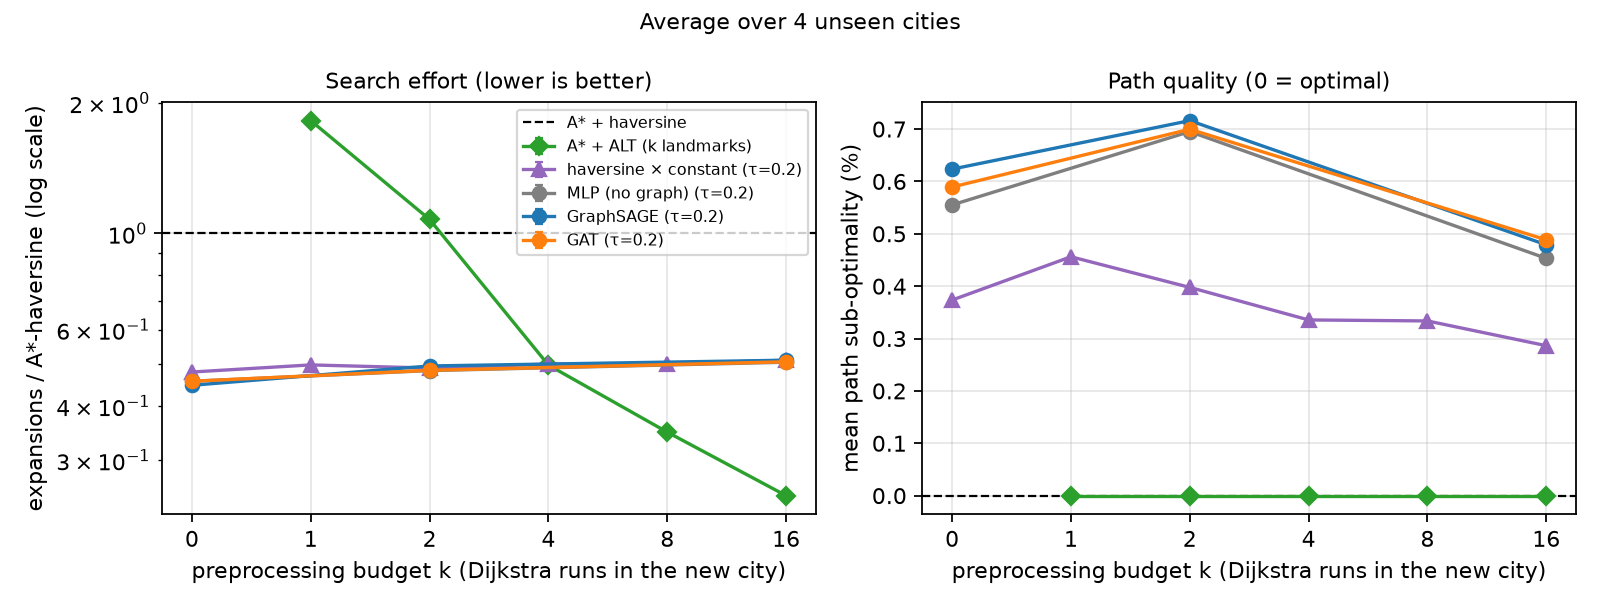 Average over 4 unseen cities
Search effort (lower is better)
expansions / A*-haversine (log scale)
2 × 10⁰
10⁰
6 × 10⁻¹
4 × 10⁻¹
3 × 10⁻¹
A* + haversine
A* + ALT (k landmarks)
haversine × constant (τ=0.2)
MLP (no graph) (τ=0.2)
GraphSAGE (τ=0.2)
GAT (τ=0.2)
0 1 2 4 8 16
preprocessing budget k (Dijkstra runs in the new city)
Path quality (0 = optimal)
mean path sub-optimality (%)
0.7
0.6
0.5
0.4
0.3
0.2
0.1
0.0
0 1 2 4 8 16
preprocessing budget k (Dijkstra runs in the new city)